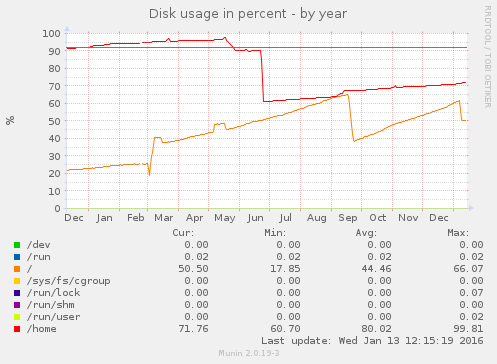 Disk usage in percent - by year
RRDTOOL / TOBI OETIKER
%
100
90
80
70
60
50
40
30
20
10
0
Dec Jan Feb Mar Apr May Jun Jul Aug Sep Oct Nov Dec
Cur: Min: Avg: Max:
/dev 0.00 0.00 0.00 0.00
/run 0.02 0.02 0.02 0.02
/ 50.50 17.85 44.46 66.07
/sys/fs/cgroup 0.00 0.00 0.00 0.00
/run/lock 0.00 0.00 0.00 0.07
/run/shm 0.00 0.00 0.00 0.00
/run/user 0.00 0.00 0.00 0.02
/home 71.76 60.70 80.02 99.81
Last update: Wed Jan 13 12:15:19 2016
Munin 2.0.19-3